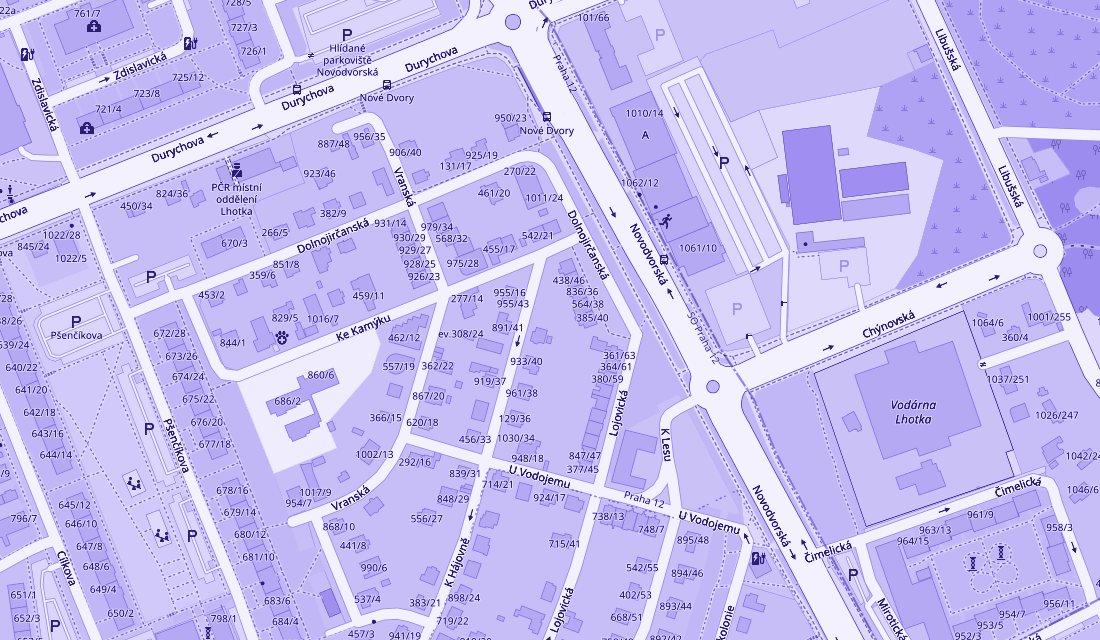 761/7
728/5
727/3
726/1
Zdislavická
725/12
723/8
721/4
Zdislavická
P
Hlídané
parkoviště
Novodvorská
Durychova
Durychova
Nové Dvory
Durychova
101/66
P
Praha 12
Libušská
950/23
Nové Dvory
1010/14
A
P
956/35
887/48
906/40
925/19
131/17
270/22
PČR místní
oddělení
Lhotka
923/46
Vranská
461/20
1011/24
1062/12
Libušská
824/36
450/34
382/9
931/14
979/34
Dolnojirčanská
Dolnojirčanská
266/5
670/3
930/29
568/32
542/21
Novodvorská
1061/10
chova
1022/28
845/24
1022/5
929/27
455/17
928/25
975/28
926/23
851/8
359/6
P
438/46
836/36
564/38
385/40
P
P
453/2
459/11
277/14
955/16
955/43
829/5
1016/7
Ke Kamýku
P
Pšenčíkova
672/28
844/1
462/12
ev.308/24
891/41
SO Praha 12
Chýnovská
1064/6
1001/255
360/4
673/26
674/24
557/19
362/22
933/40
361/63
364/61
380/59
640/22
641/20
860/6
919/37
961/38
1037/251
675/22
676/20
686/2
867/20
Lojovická
Vodárna
Lhotka
642/18
643/16
644/14
P
677/18
366/15
620/18
129/36
1030/34
456/33
K Lesu
1026/247
Pšenčíkova
1002/13
292/16
948/18
847/47
377/45
839/31
714/21
U Vodojemu
Praha 12
678/16
679/14
1017/9
954/7
Vranská
848/29
924/17
738/13
748/7
U Vodojemu
Novodvorská
Čimelická
645/12
646/10
796/7
647/8
P
680/12
868/10
556/27
961/9
963/13
964/15
958/3
Čimelická
648/6
649/4
Cílkova
681/10
441/8
K Hájovně
715/41
895/48
542/55
894/46
990/6
650/2
651/1
683/6
684/4
537/4
383/21
898/24
402/53
893/44
668/51
P
Mirotická
956/11
954/7
953/5
952/3
652/3
P
457/3
941/19
719/22
Lojovická
892/42
kolonie